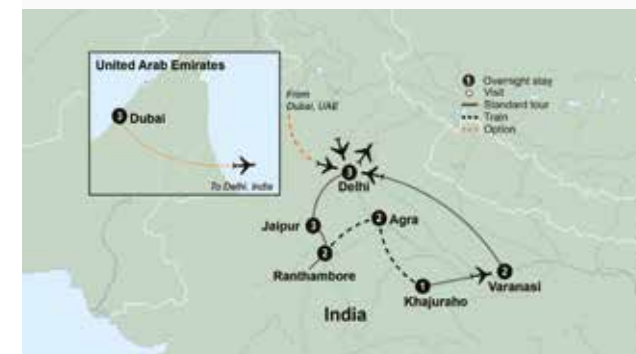 United Arab Emirates
3 Dubai
To Delhi, India
From
Dubai, UAE
1 Overnight stay
Visit
Standard tour
Train
Option
3
Delhi
Jaipur 3
2 Agra
2
Ranthambore
1
Khajuraho
2
Varanasi
India